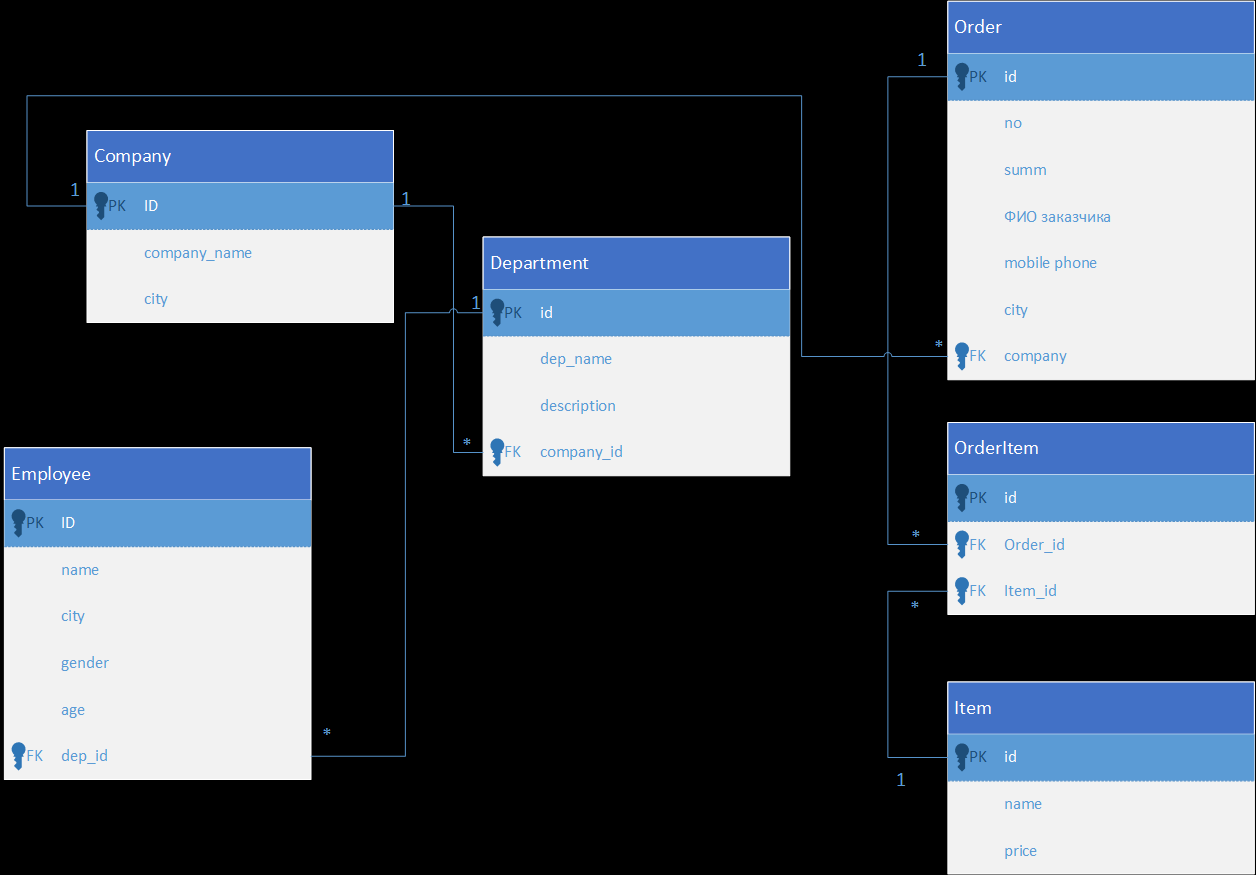 Order
1
PK id
no
summ
ФИО заказчика
mobile phone
city
* FK company
Company
1 PK ID 1
company_name
city
Department
1 PK id
dep_name
description
* FK company_id
Employee
PK ID
name
city
gender
age
*
FK dep_id
OrderItem
PK id
*
FK Order_id
FK Item_id
*
Item
PK id
1
name
price